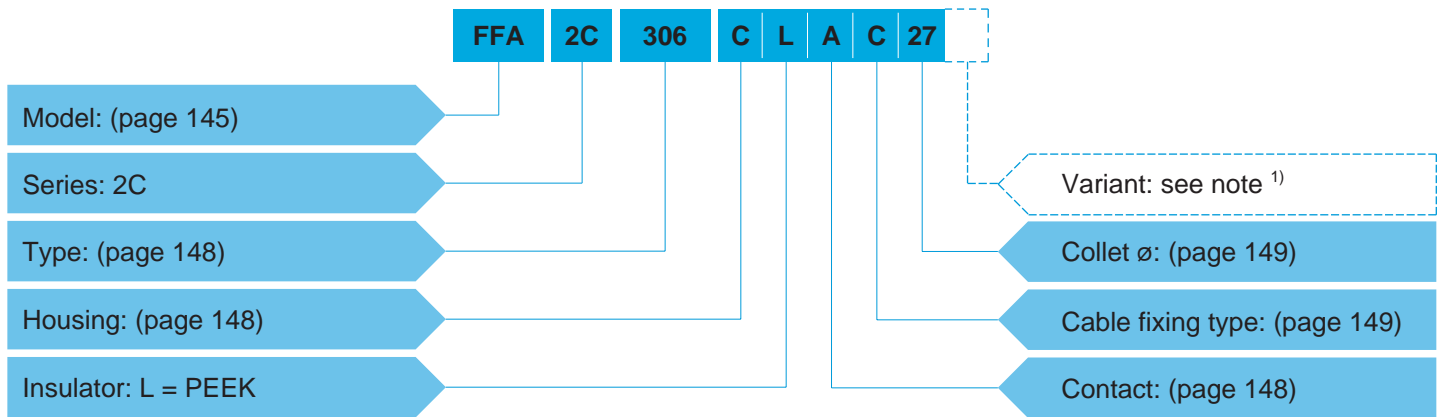 FFA 2C 306 C L A C 27
Model: (page 145)
Series: 2C
Variant: see note ¹⁾
Type: (page 148)
Collet ø: (page 149)
Housing: (page 148)
Cable fixing type: (page 149)
Insulator: L = PEEK
Contact: (page 148)